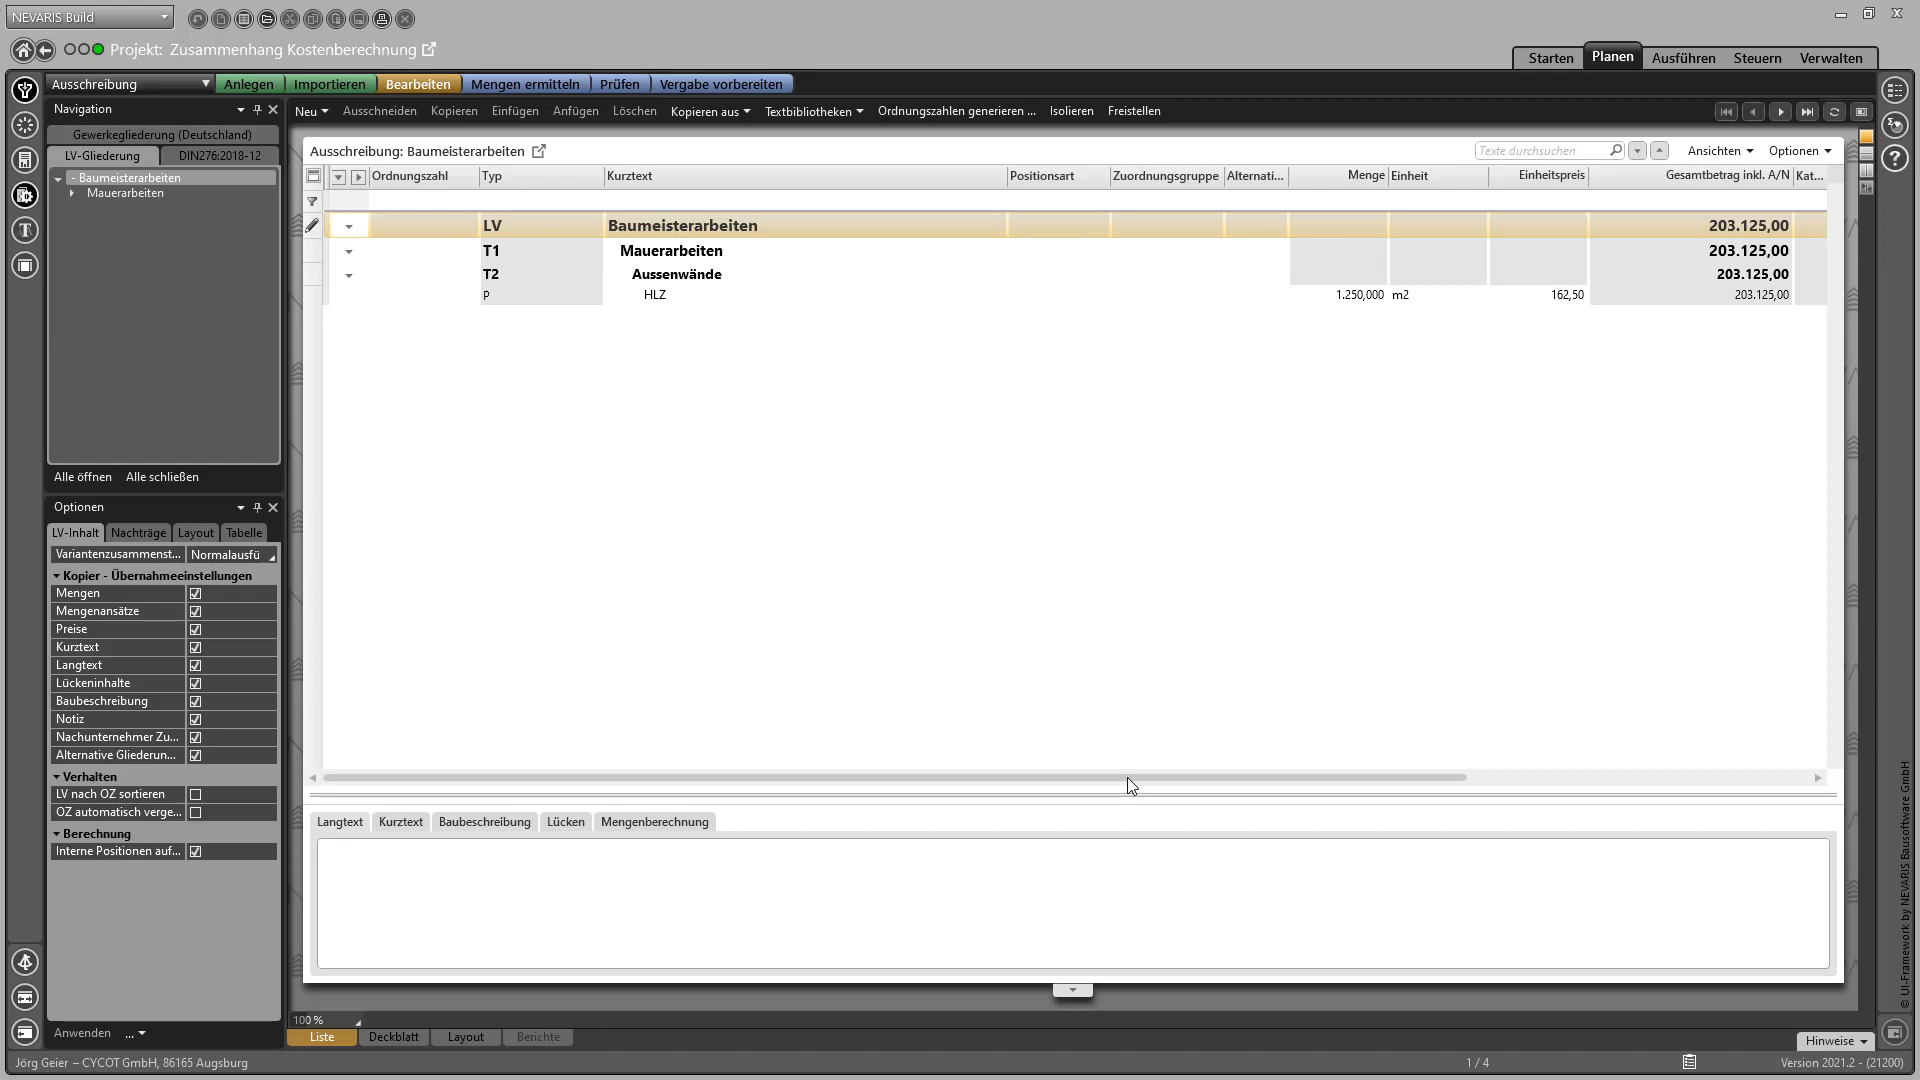 NEVARIS Build
Projekt: Zusammenhang Kostenberechnung
Starten Planen Ausführen Steuern Verwalten
Ausschreibung Anlegen Importieren Bearbeiten Mengen ermitteln Prüfen Vergabe vorbereiten
Navigation
Neu Ausschneiden Kopieren Einfügen Anfügen Löschen Kopieren aus Textbibliotheken Ordnungszahlen generieren ... Isolieren Freistellen
Gewerkegliederung (Deutschland)
LV-Gliederung DIN276:2018-12
- Baumeisterarbeiten
Mauerarbeiten
Alle öffnen Alle schließen
Ausschreibung: Baumeisterarbeiten
Texte durchsuchen Ansichten Optionen
Ordnungszahl Typ Kurztext Positionsart Zuordnungsgruppe Alternati... Menge Einheit Einheitspreis Gesamtbetrag inkl. A/N Kat...
LV Baumeisterarbeiten 203.125,00
T1 Mauerarbeiten 203.125,00
T2 Aussenwände 203.125,00
P HLZ 1.250,000 m2 162,50 203.125,00
Optionen
LV-Inhalt Nachträge Layout Tabelle
Variantenzusammenst... Normalausfü
Kopier - Übernahmeeinstellungen
Mengen
Mengenansätze
Preise
Kurztext
Langtext
Lückeninhalte
Baubeschreibung
Notiz
Nachunternehmer Zu...
Alternative Gliederun...
Verhalten
LV nach OZ sortieren
OZ automatisch verge...
Berechnung
Interne Positionen auf...
Anwenden ...
Langtext Kurztext Baubeschreibung Lücken Mengenberechnung
100 %
Liste Deckblatt Layout Berichte
© UI-Framework by NEVARIS Bausoftware GmbH
Hinweise
Jörg Geier – CYCOT GmbH, 86165 Augsburg
1 / 4
Version 2021.2 - (21200)